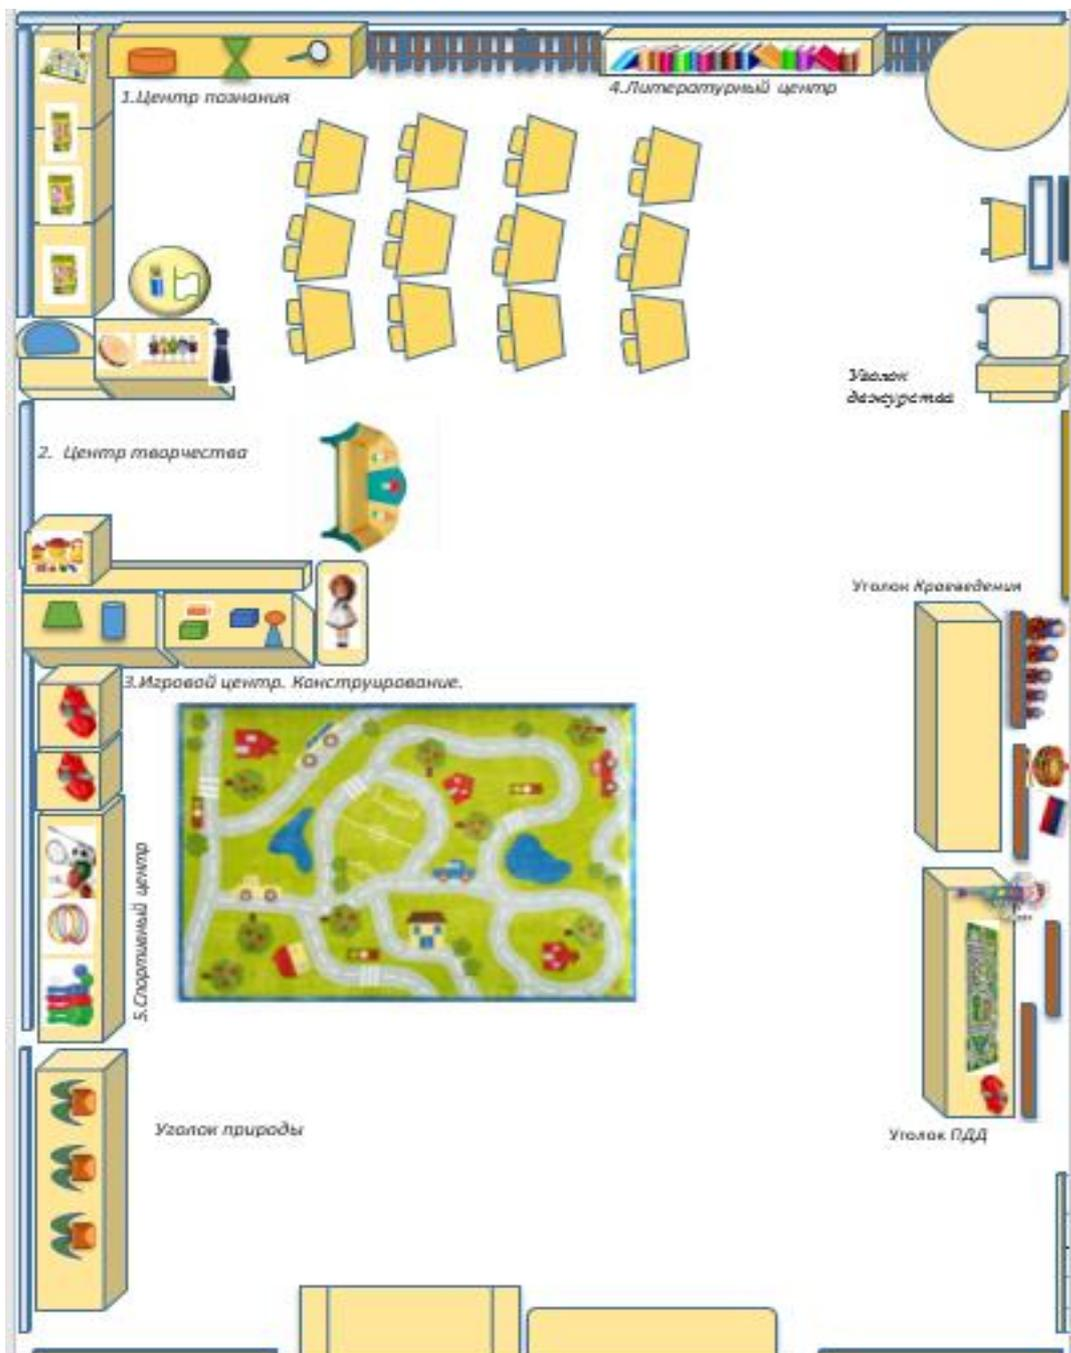 1.Центр познания
4.Литературный центр
Уголок
дежурства
2. Центр творчества
Уголок Краеведения
3.Игровой центр. Конструирование.
5.Спортивный центр
Уголок природы
Уголок ПДД